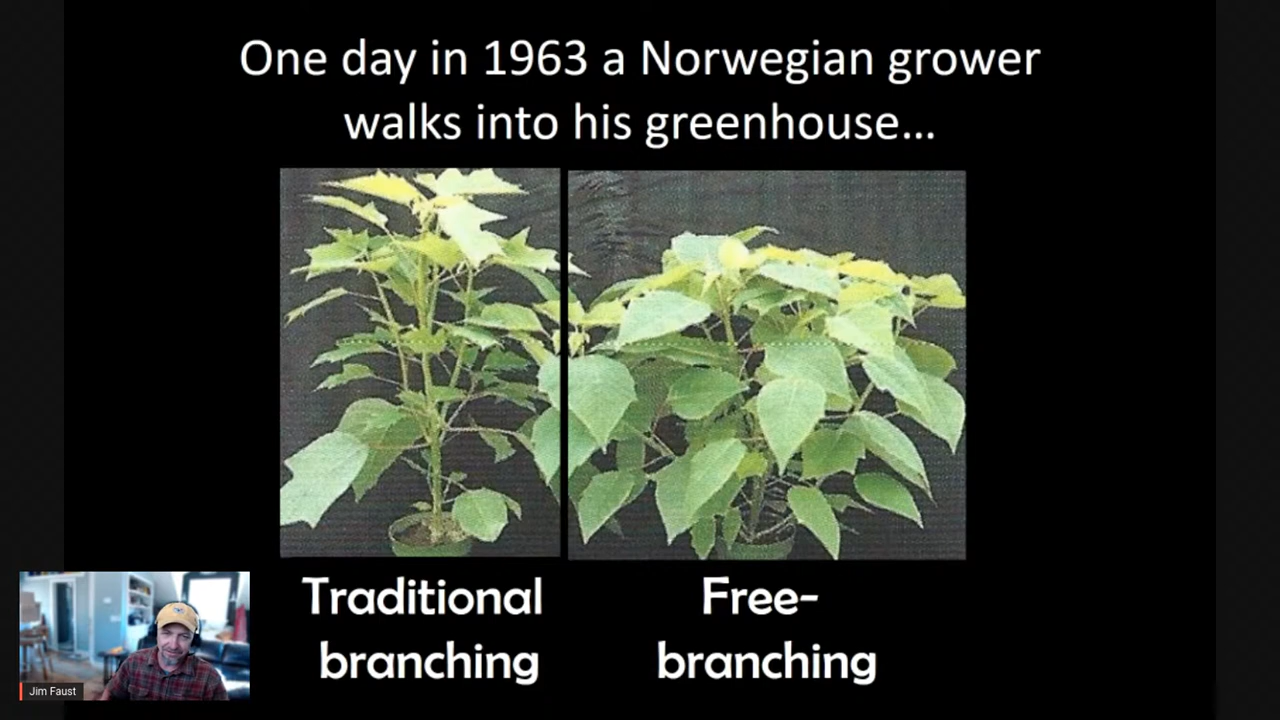 One day in 1963 a Norwegian grower
walks into his greenhouse...
Traditional
branching
Free-
branching
Jim Faust